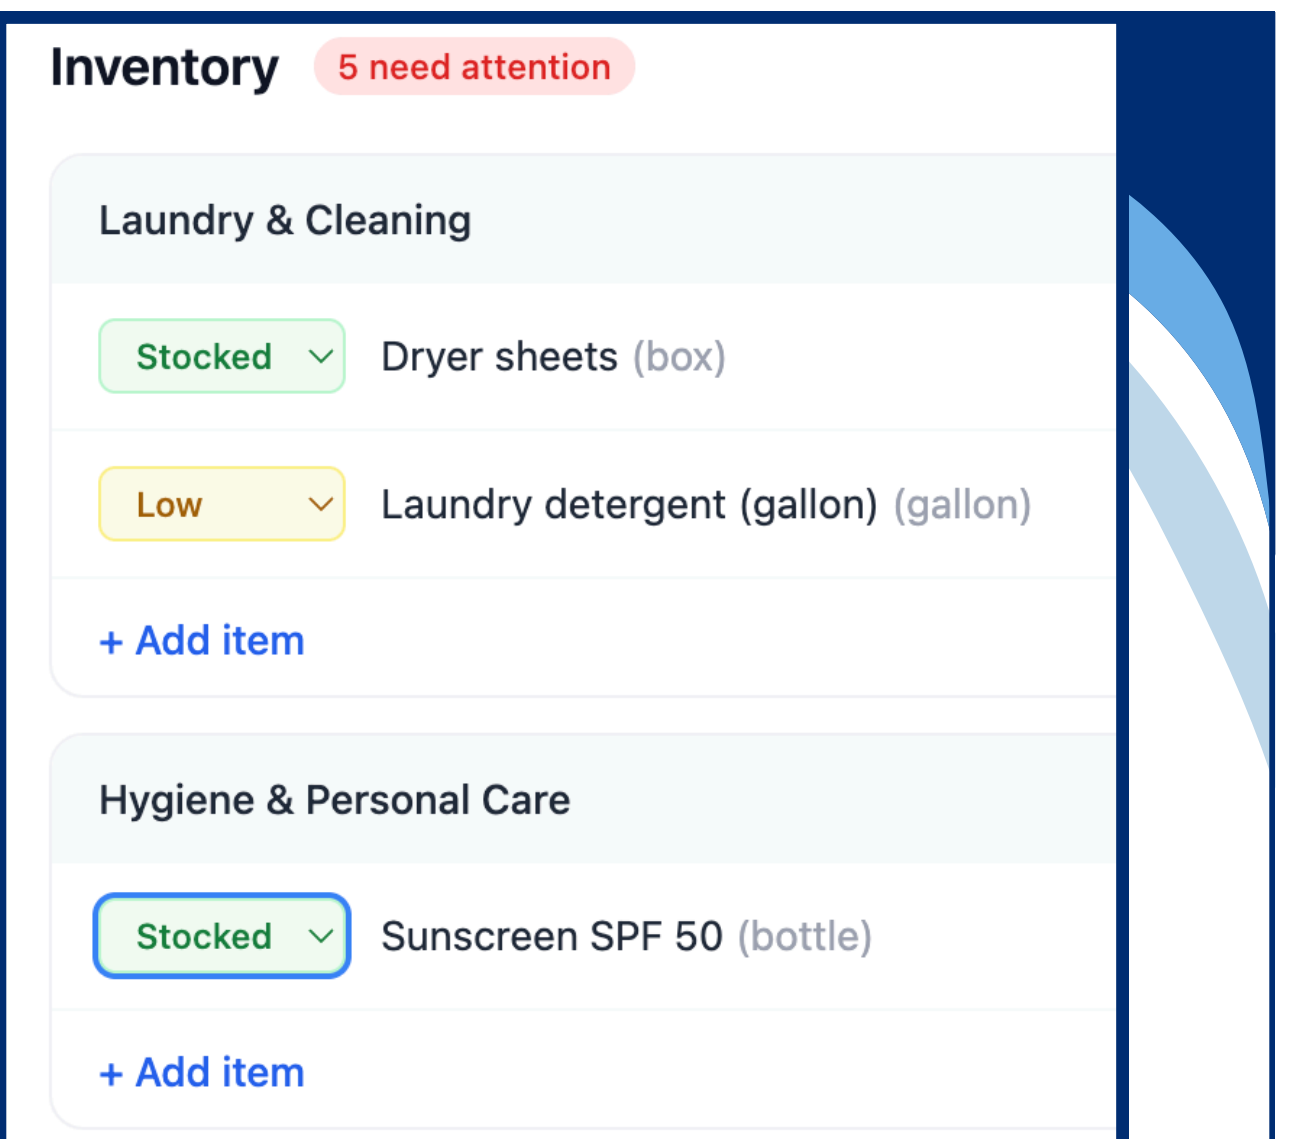 Inventory 5 need attention
Laundry & Cleaning
Stocked Dryer sheets (box)
Low Laundry detergent (gallon) (gallon)
+ Add item
Hygiene & Personal Care
Stocked Sunscreen SPF 50 (bottle)
+ Add item